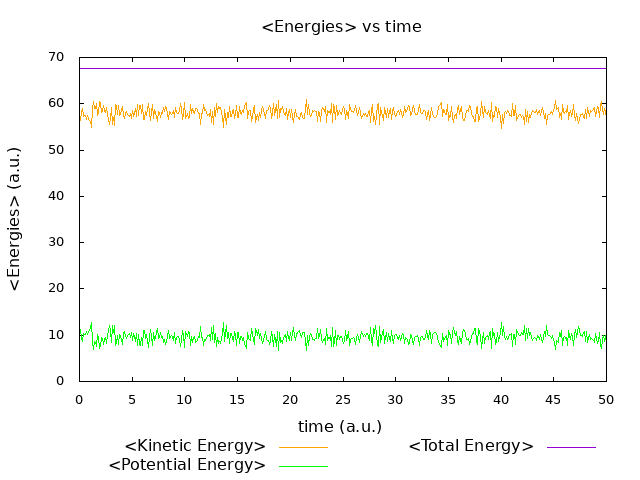 <Energies> vs time
70
60
50
40
30
20
10
0
<Energies> (a.u.)
0 5 10 15 20 25 30 35 40 45 50
time (a.u.)
<Kinetic Energy> <Total Energy>
<Potential Energy>